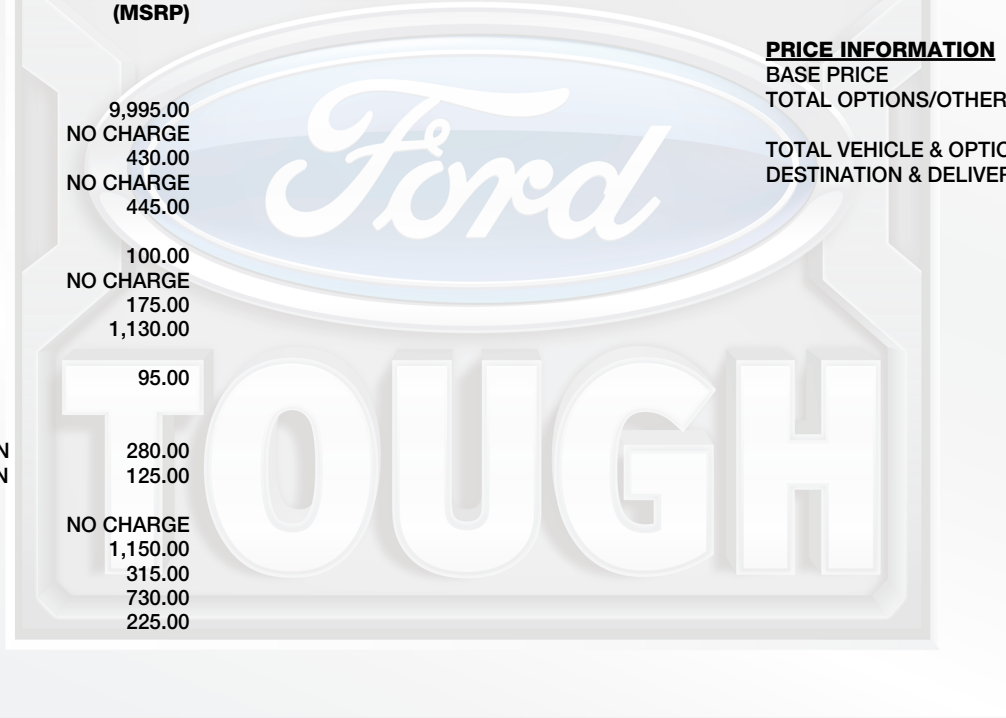 (MSRP)
9,995.00
NO CHARGE
430.00
NO CHARGE
445.00
100.00
NO CHARGE
175.00
1,130.00
95.00
N 280.00
N 125.00
NO CHARGE
1,150.00
315.00
730.00
225.00
PRICE INFORMATION
BASE PRICE
TOTAL OPTIONS/OTHER
TOTAL VEHICLE & OPTIO
DESTINATION & DELIVER
Ford
TOUGH